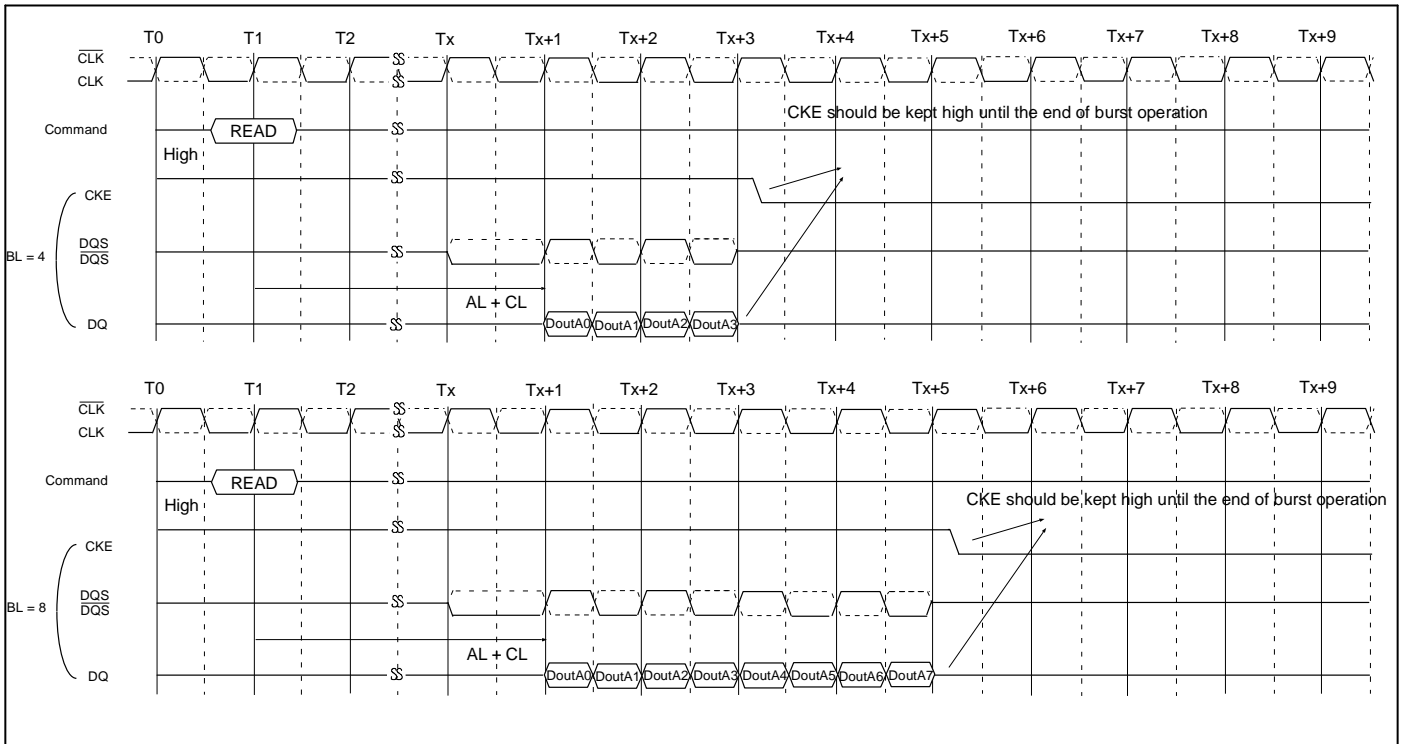 T0 T1 T2 Tx Tx+1 Tx+2 Tx+3 Tx+4 Tx+5 Tx+6 Tx+7 Tx+8 Tx+9
CLK
CLK
CKE should be kept high until the end of burst operation
Command READ
High
CKE
DQS
DQS
BL = 4
AL + CL
DQ DoutA0 DoutA1 DoutA2 DoutA3
T0 T1 T2 Tx Tx+1 Tx+2 Tx+3 Tx+4 Tx+5 Tx+6 Tx+7 Tx+8 Tx+9
CLK
CLK
Command READ
CKE should be kept high until the end of burst operation
High
CKE
DQS
DQS
BL = 8
AL + CL
DQ DoutA0 DoutA1 DoutA2 DoutA3 DoutA4 DoutA5 DoutA6 DoutA7